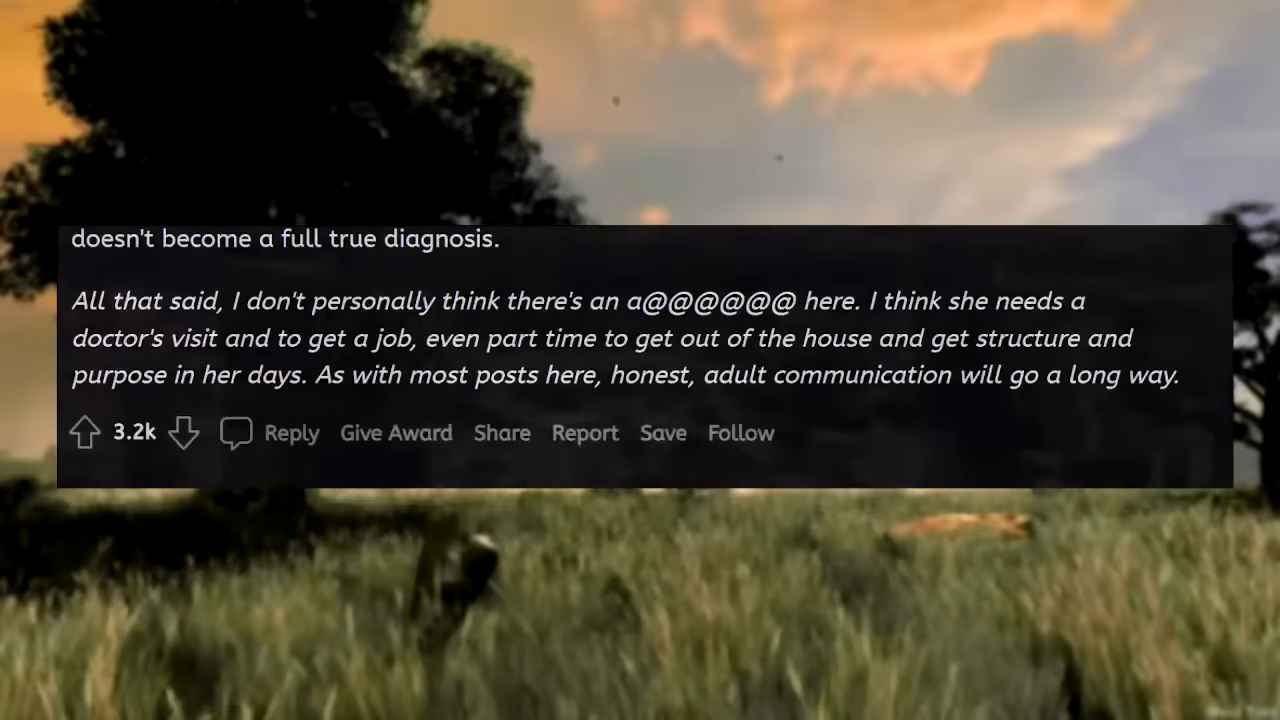 doesn't become a full true diagnosis.
All that said, I don't personally think there's an a@@@@@@ here. I think she needs a
doctor's visit and to get a job, even part time to get out of the house and get structure and
purpose in her days. As with most posts here, honest, adult communication will go a long way.
3.2k Reply Give Award Share Report Save Follow